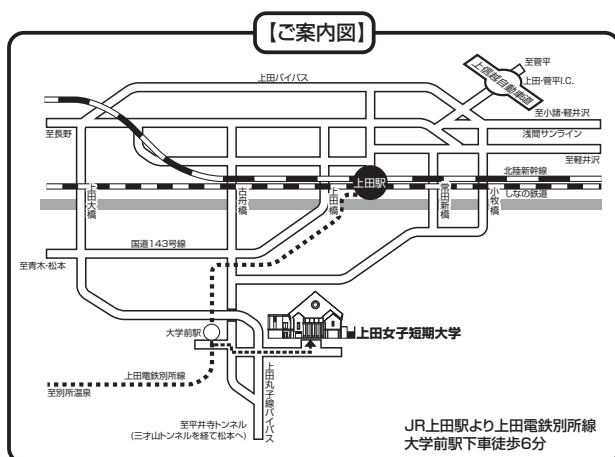 【ご案内図】
至菅平
上信越自動車道
上田・菅平I.C.
上田バイパス
至小諸・軽井沢
至長野
浅間サンライン
至軽井沢
北陸新幹線
上田駅
しなの鉄道
上田大橋
古舟橋
上田橋
常田新橋
小牧橋
国道143号線
至青木・松本
大学前駅
上田女子短期大学
上田電鉄別所線
至別所温泉
上田丸子線バイパス
至平井寺トンネル
(三才山トンネルを経て松本へ)
JR上田駅より上田電鉄別所線
大学前駅下車徒歩6分